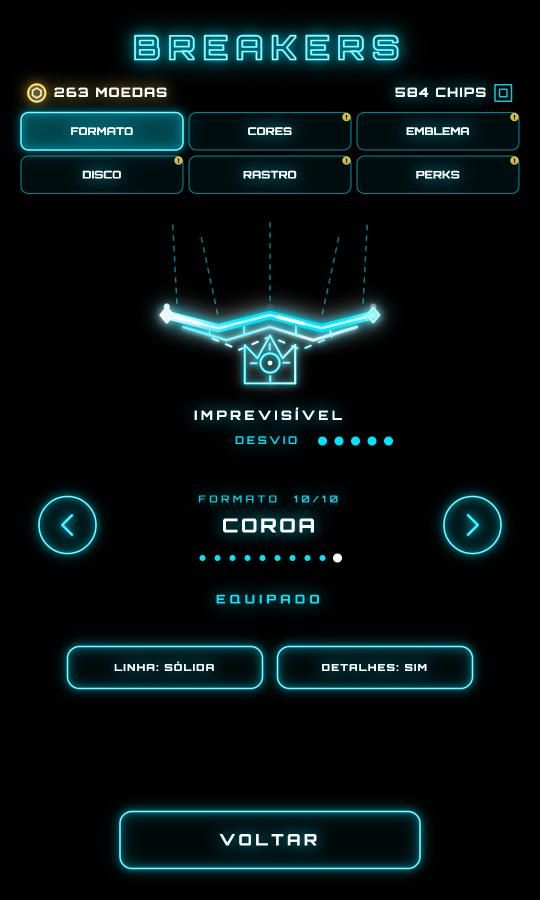 BREAKERS
263 MOEDAS
584 CHIPS
FORMATO
CORES
!
EMBLEMA
!
DISCO
!
RASTRO
!
PERKS
!
IMPREVISÍVEL
DESVIO
FORMATO 10/10
COROA
EQUIPADO
LINHA: SÓLIDA
DETALHES: SIM
VOLTAR